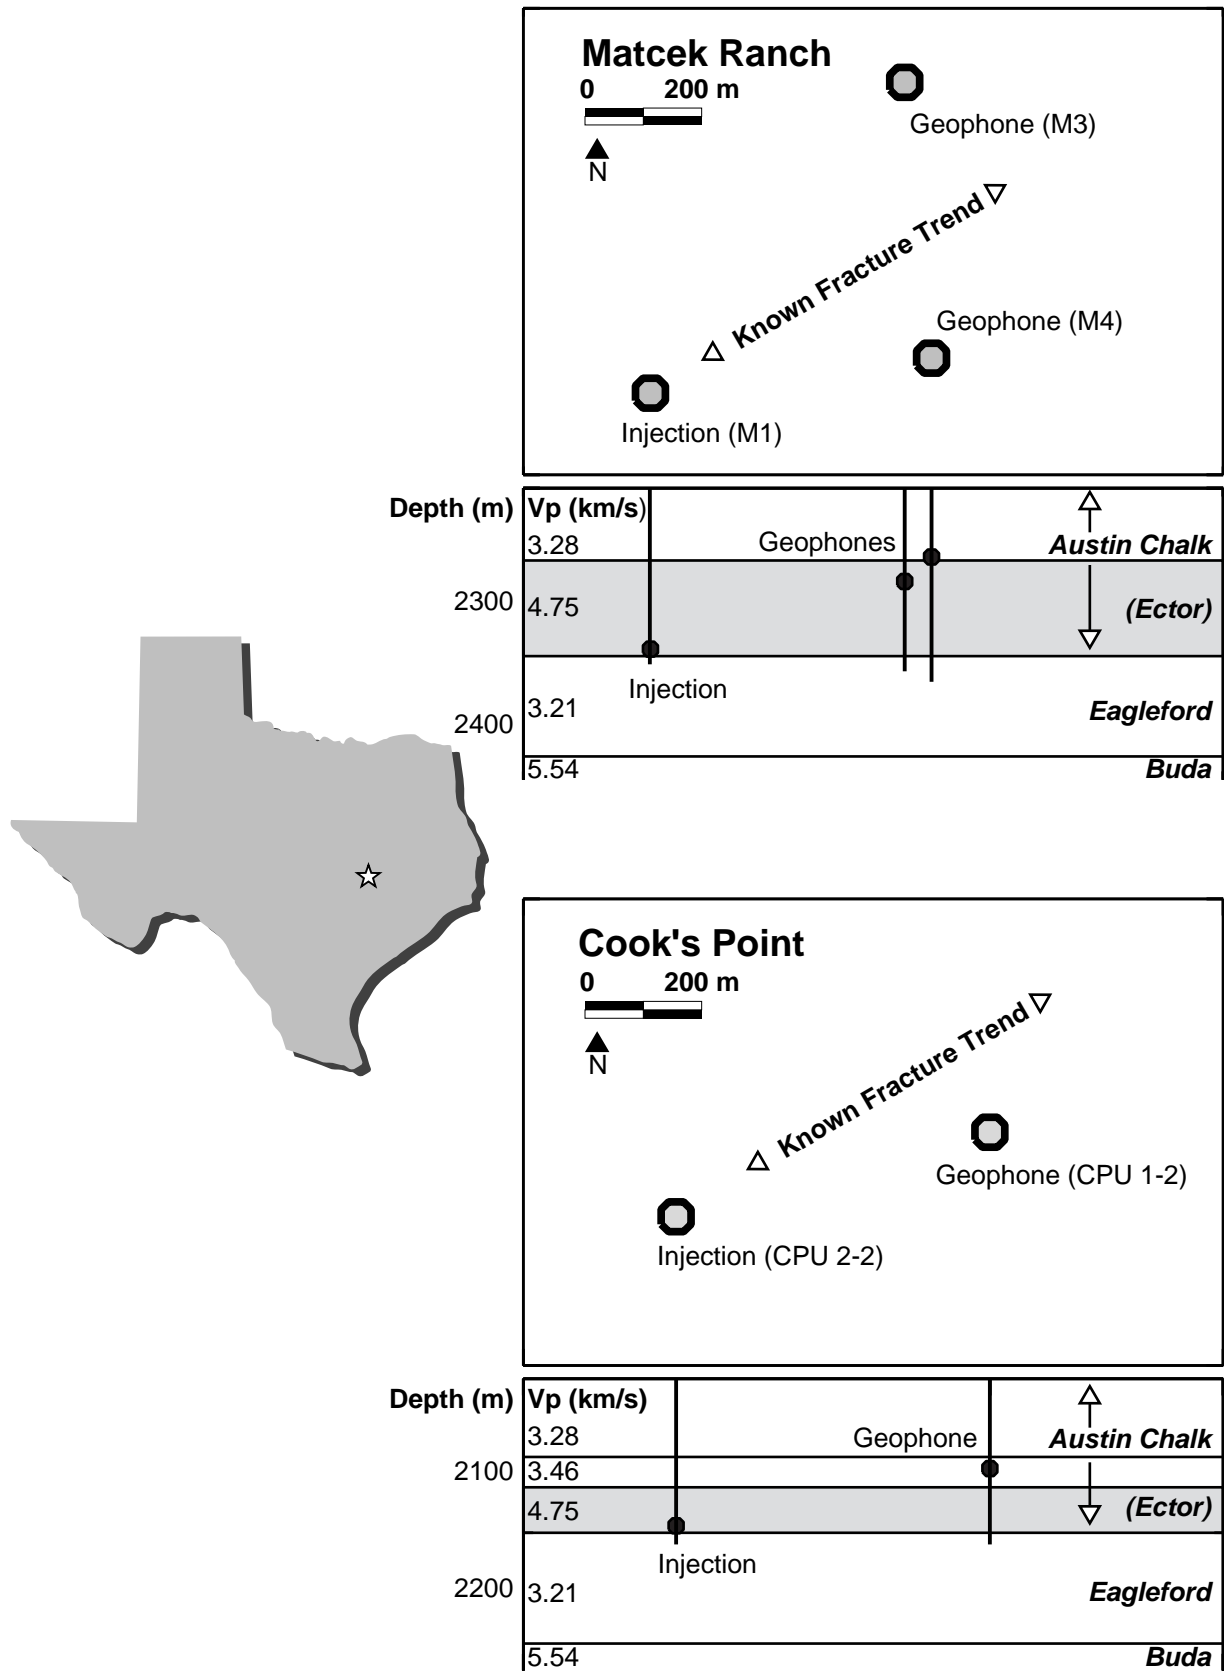 Matcek Ranch
0 200 m
N
Geophone (M3)
Known Fracture Trend
Geophone (M4)
Injection (M1)
Depth (m) Vp (km/s)
3.28 Geophones Austin Chalk
2300 4.75 (Ector)
Injection
2400 3.21 Eagleford
5.54 Buda
Cook's Point
0 200 m
N
Known Fracture Trend
Geophone (CPU 1-2)
Injection (CPU 2-2)
Depth (m) Vp (km/s)
3.28 Geophone Austin Chalk
2100 3.46
4.75 (Ector)
Injection
2200 3.21 Eagleford
5.54 Buda